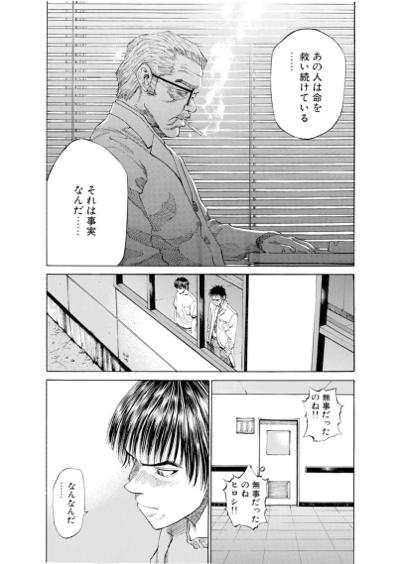 あの人は命を
救い続けている
……
それは事実
なんだ……
無事だった
のね!!
無事だった
のね
ヒロシ!!
……
なんなんだ
……